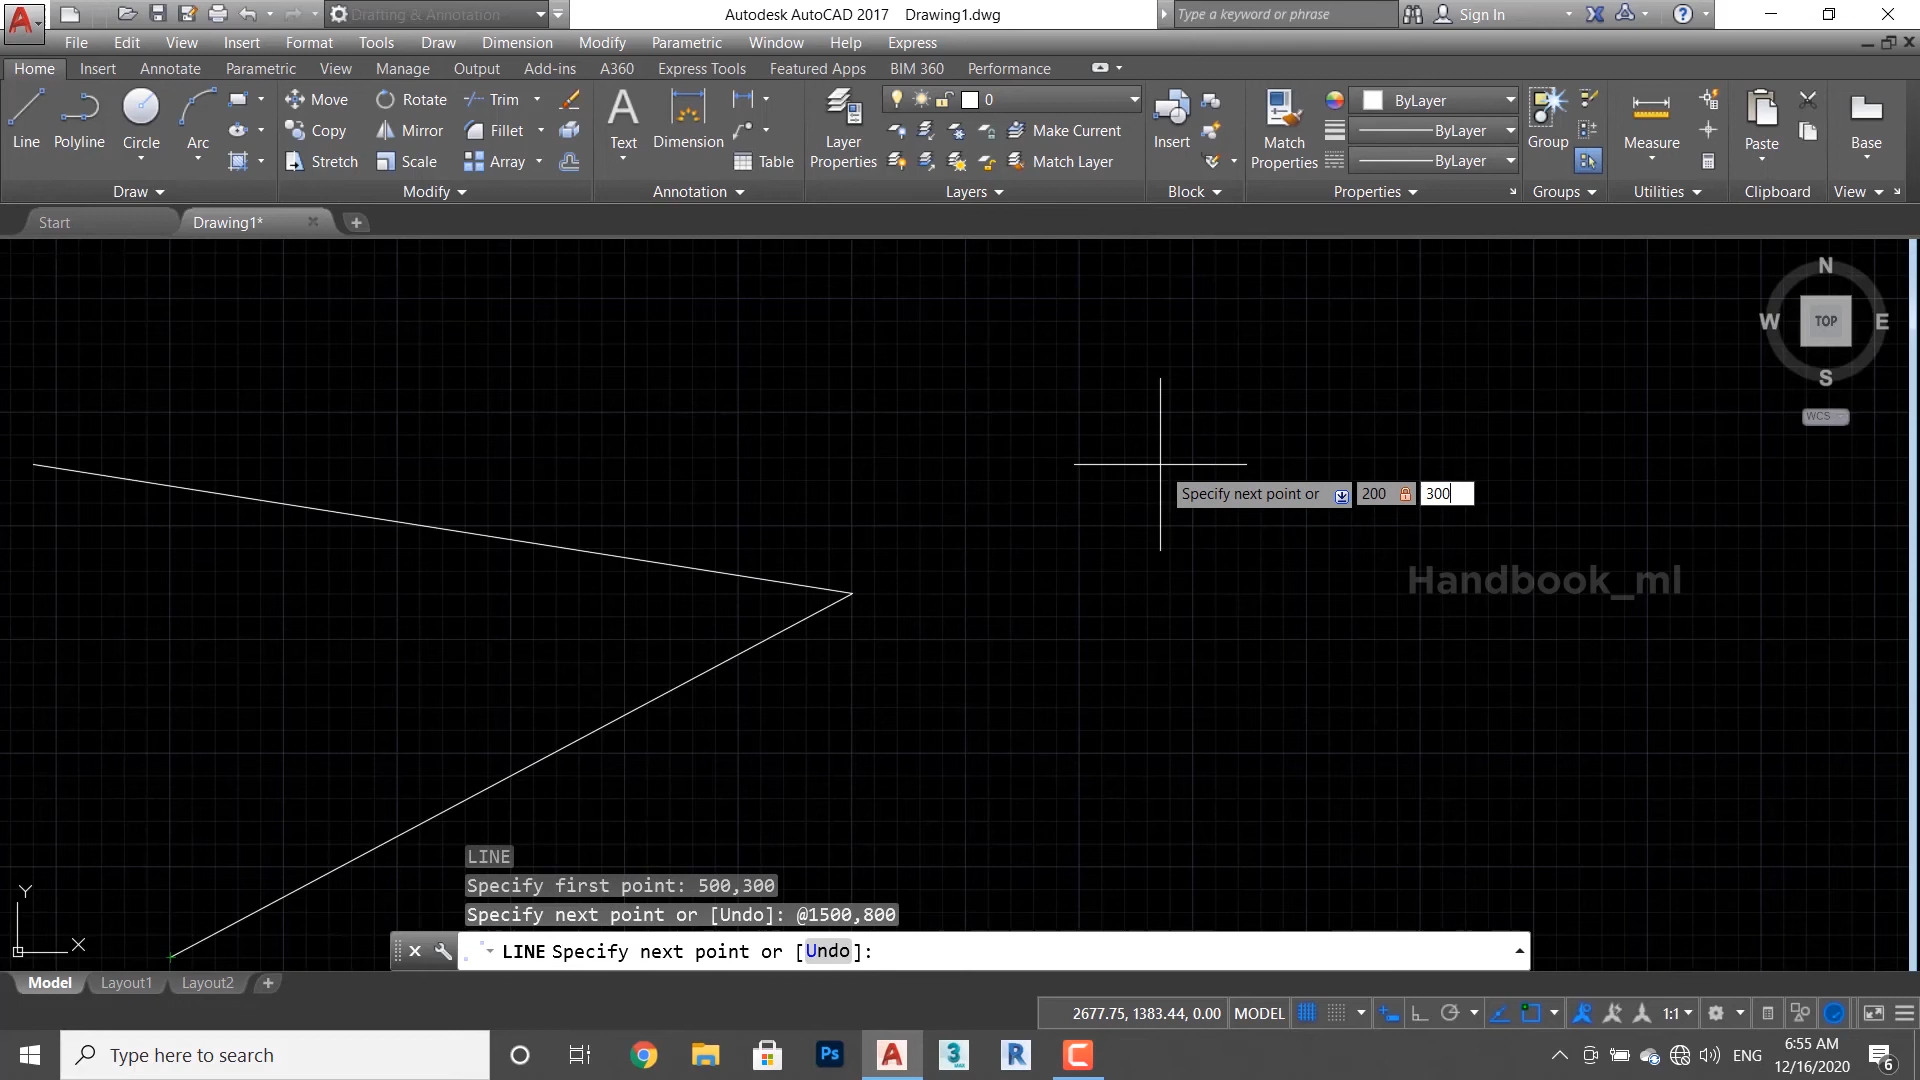 Drafting & Annotation
Autodesk AutoCAD 2017 Drawing1.dwg
Type a keyword or phrase
Sign In
File Edit View Insert Format Tools Draw Dimension Modify Parametric Window Help Express
Home Insert Annotate Parametric View Manage Output Add-ins A360 Express Tools Featured Apps BIM 360 Performance
Line Polyline Circle Arc
Move Rotate Trim
Copy Mirror Fillet
Stretch Scale Array
Text Dimension Table
Layer Properties
0
Make Current
Match Layer
Insert
Match Properties
ByLayer
ByLayer
ByLayer
Group
Measure
Paste
Base
Draw Modify Annotation Layers Block Properties Groups Utilities Clipboard View
Start Drawing1*
N
W TOP E
S
WCS
Specify next point or 200 300
Handbook_ml
LINE
Specify first point: 500,300
Specify next point or [Undo]: @1500,800
LINE Specify next point or [Undo]:
Y
X
Model Layout1 Layout2
2677.75, 1383.44, 0.00 MODEL 1:1
Type here to search
Ps
3
MAX
R
C
ENG
6:55 AM
12/16/2020
6